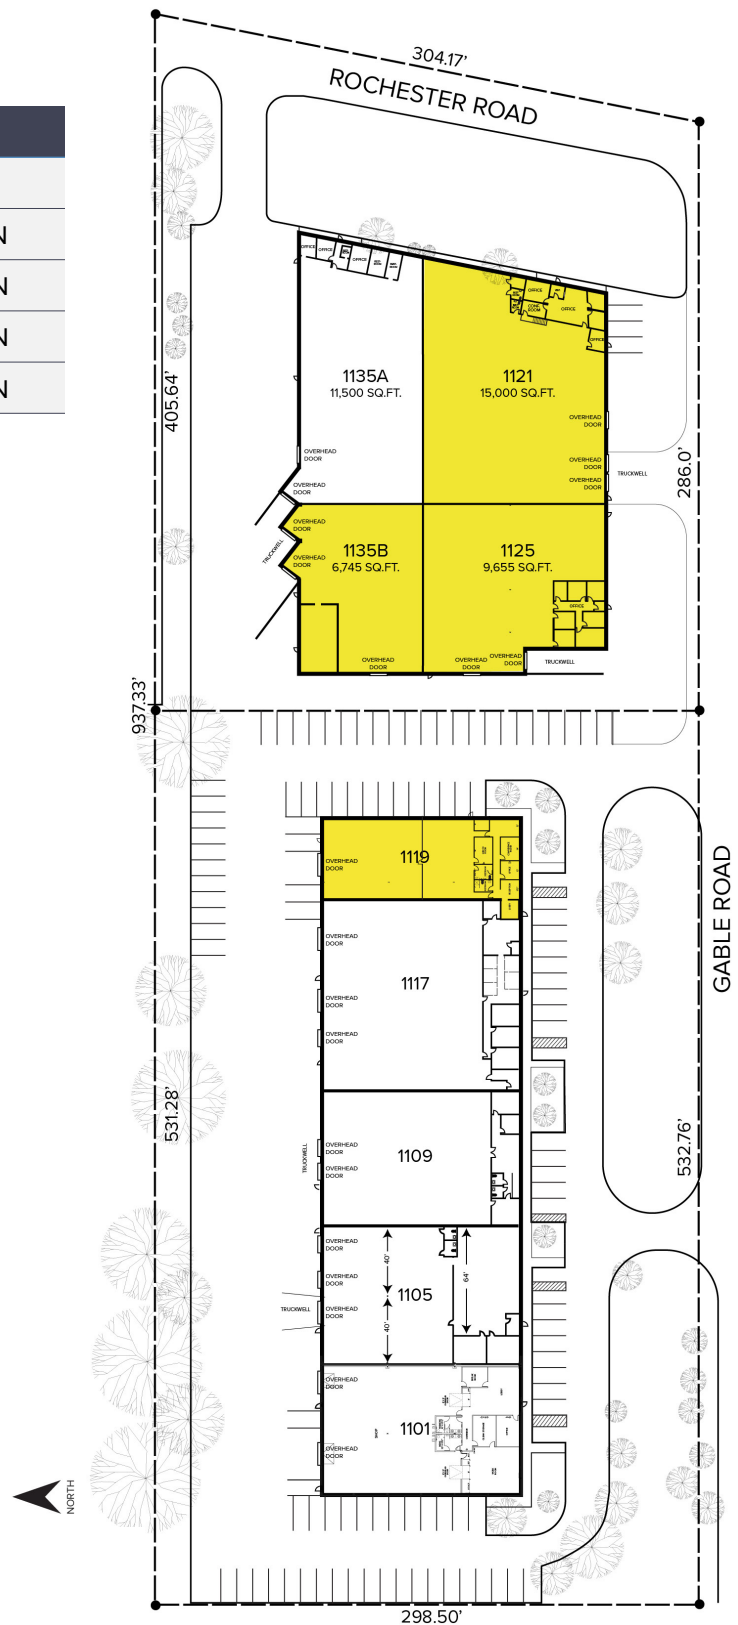 304.17'
ROCHESTER ROAD
N
N
N
N
OFFICE
OFFICE
OFFICE
OFFICE
CONF.
ROOM
OFFICE
OFFICE
1135A
11,500 SQ.FT.
1121
15,000 SQ.FT.
405.64'
286.0'
OVERHEAD
DOOR
OVERHEAD
DOOR
OVERHEAD
DOOR
OVERHEAD
DOOR
OVERHEAD
DOOR
TRUCKWELL
OVERHEAD
DOOR
OVERHEAD
DOOR
TRUCKWELL
1135B
6,745 SQ.FT.
1125
9,655 SQ.FT.
OFFICE
OVERHEAD
DOOR
OVERHEAD
DOOR
OVERHEAD
DOOR
TRUCKWELL
937.33'
1119
OVERHEAD
DOOR
GABLE ROAD
OVERHEAD
DOOR
1117
OVERHEAD
DOOR
OVERHEAD
DOOR
531.28'
532.76'
TRUCKWELL
OVERHEAD
DOOR
OVERHEAD
DOOR
1109
OVERHEAD
DOOR
OVERHEAD
DOOR
OVERHEAD
DOOR
TRUCKWELL
40'
40'
64'
1105
OVERHEAD
DOOR
OVERHEAD
DOOR
SHOP
1101
NORTH
298.50'